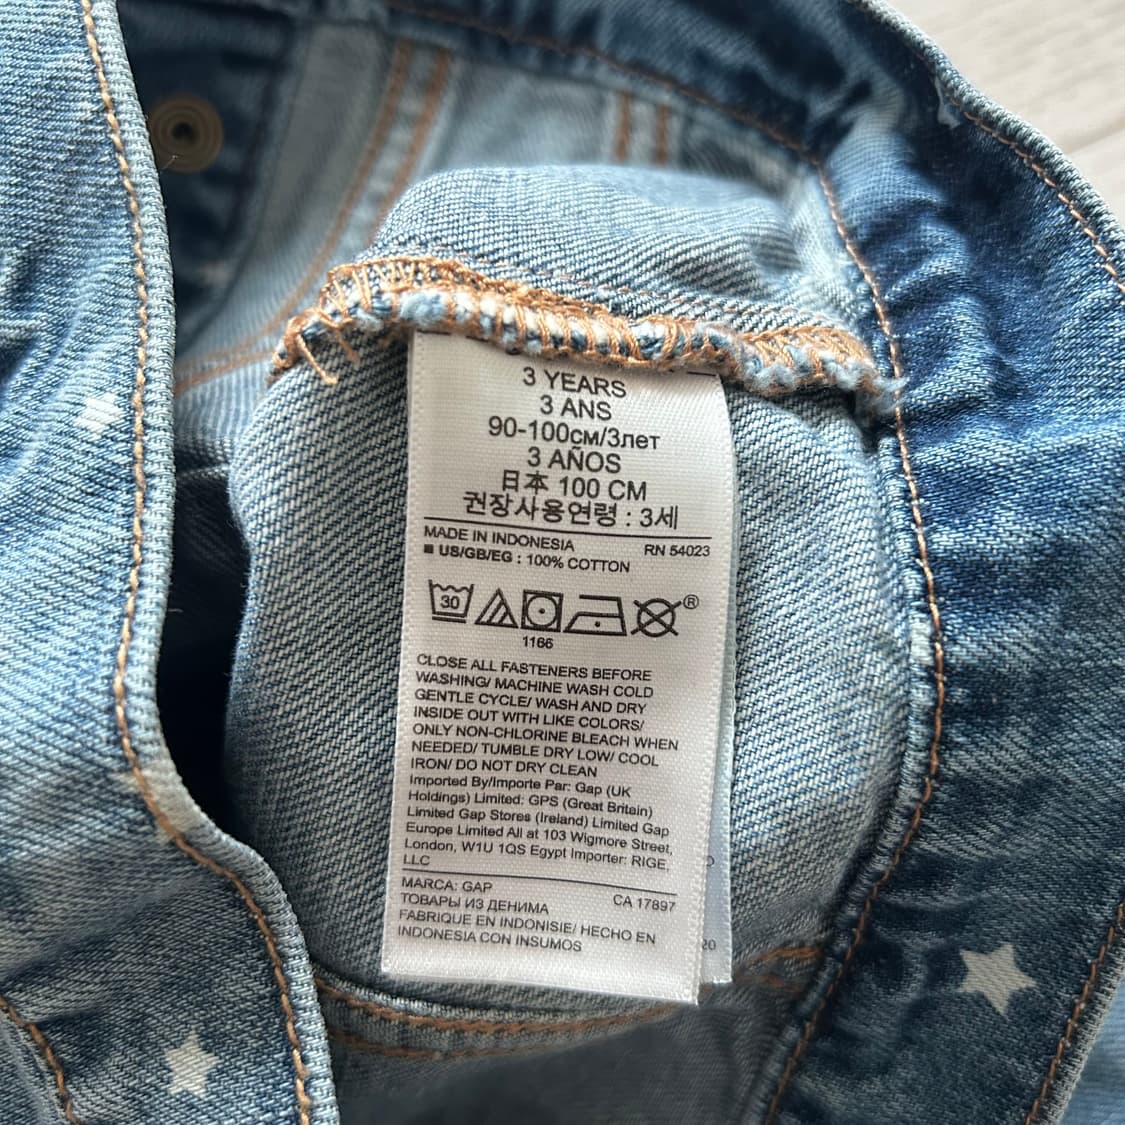 3 YEARS
3 ANS
90-100см/3лет
3 AÑOS
日本 100 CM
권장사용연령 : 3세
MADE IN INDONESIA RN 54023
■ US/GB/EG : 100% COTTON
30 ®
1166
CLOSE ALL FASTENERS BEFORE
WASHING/ MACHINE WASH COLD
GENTLE CYCLE/ WASH AND DRY
INSIDE OUT WITH LIKE COLORS/
ONLY NON-CHLORINE BLEACH WHEN
NEEDED/ TUMBLE DRY LOW/ COOL
IRON/ DO NOT DRY CLEAN
Imported By/Importe Par: Gap (UK
Holdings) Limited: GPS (Great Britain)
Limited Gap Stores (Ireland) Limited Gap
Europe Limited All at 103 Wigmore Street,
London, W1U 1QS Egypt Importer: RIGE,
LLC
MARCA: GAP CA 17897
ТОВАРЫ ИЗ ДЕНИМА
FABRIQUE EN INDONISIE/ HECHO EN
INDONESIA CON INSUMOS
20